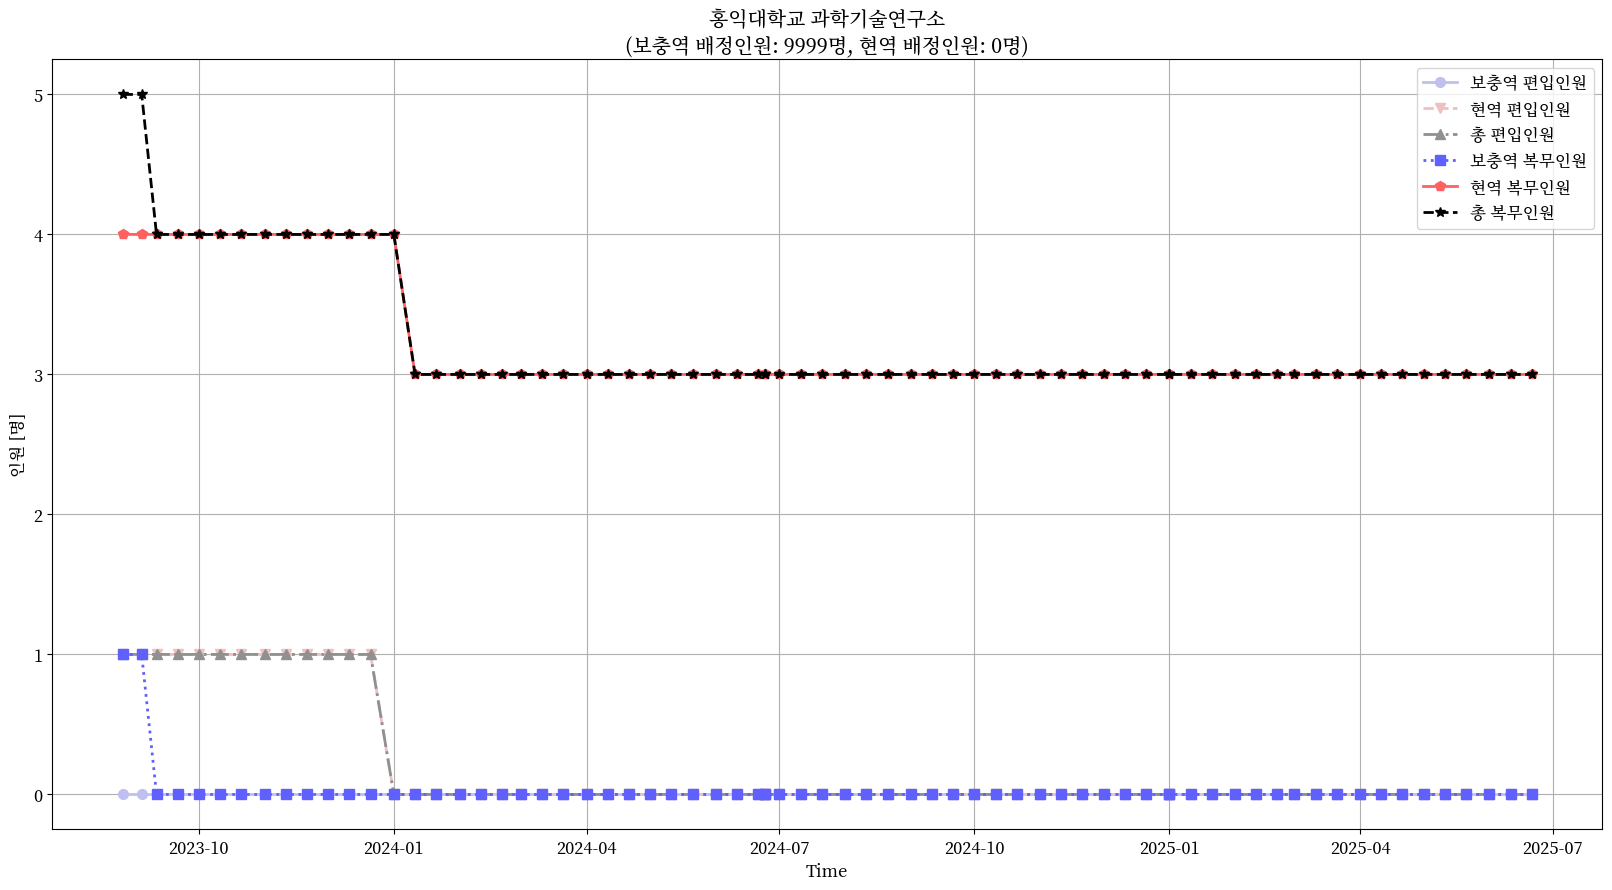 홍익대학교 과학기술연구소
(보충역 배정인원: 9999명, 현역 배정인원: 0명)
보충역 편입인원
현역 편입인원
총 편입인원
보충역 복무인원
현역 복무인원
총 복무인원
인원 [명]
5
4
3
2
1
0
2023-10
2024-01
2024-04
2024-07
2024-10
2025-01
2025-04
2025-07
Time